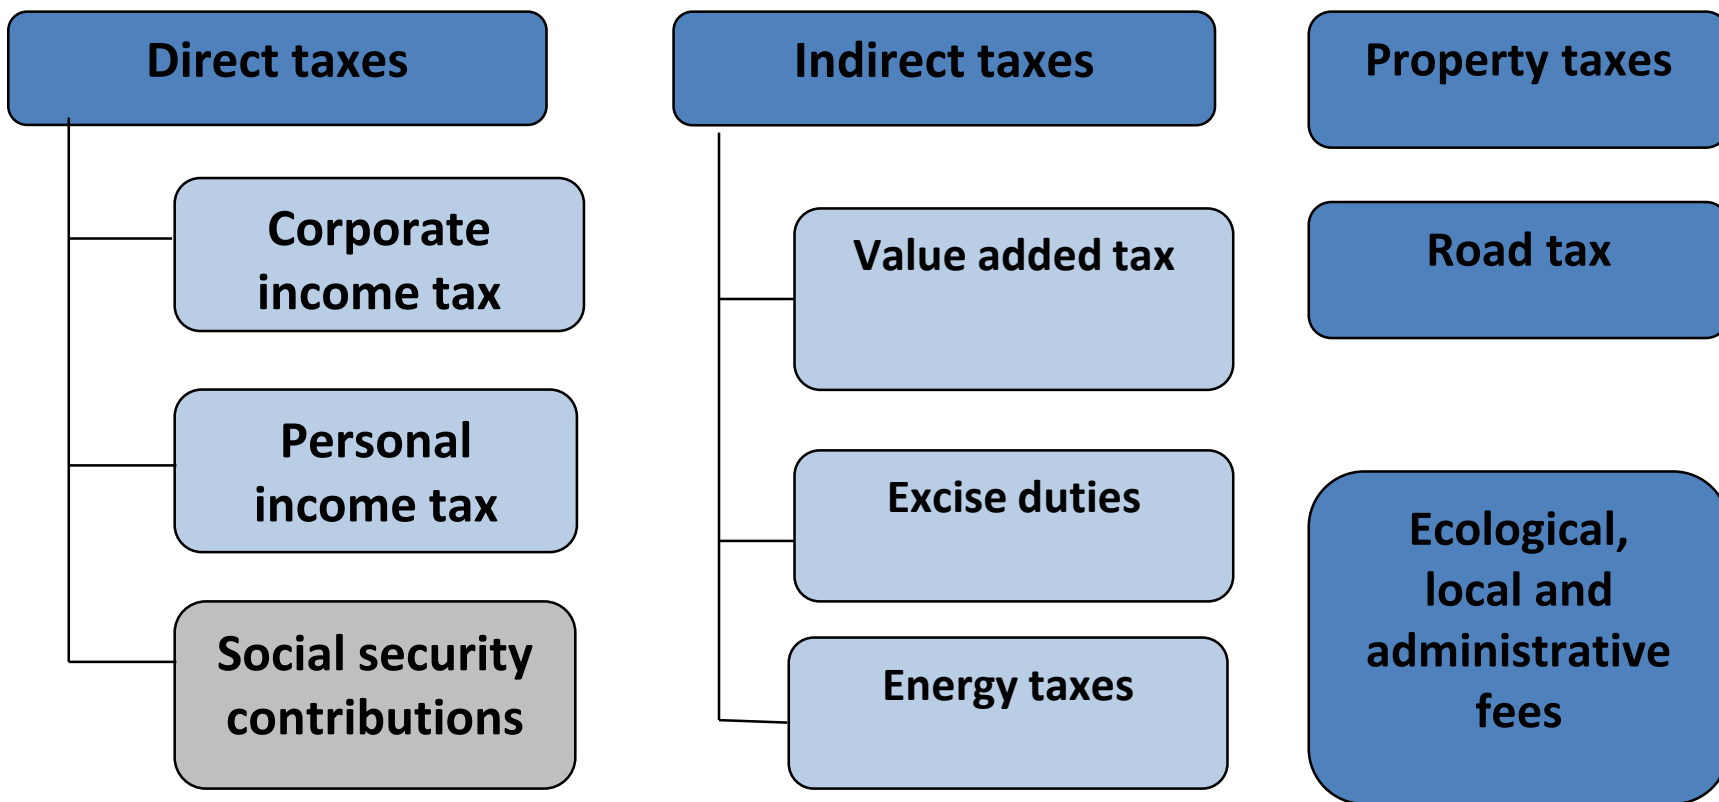 Direct taxes
Corporate
income tax
Personal
income tax
Social security
contributions
Indirect taxes
Value added tax
Excise duties
Energy taxes
Property taxes
Road tax
Ecological,
local and
administrative
fees